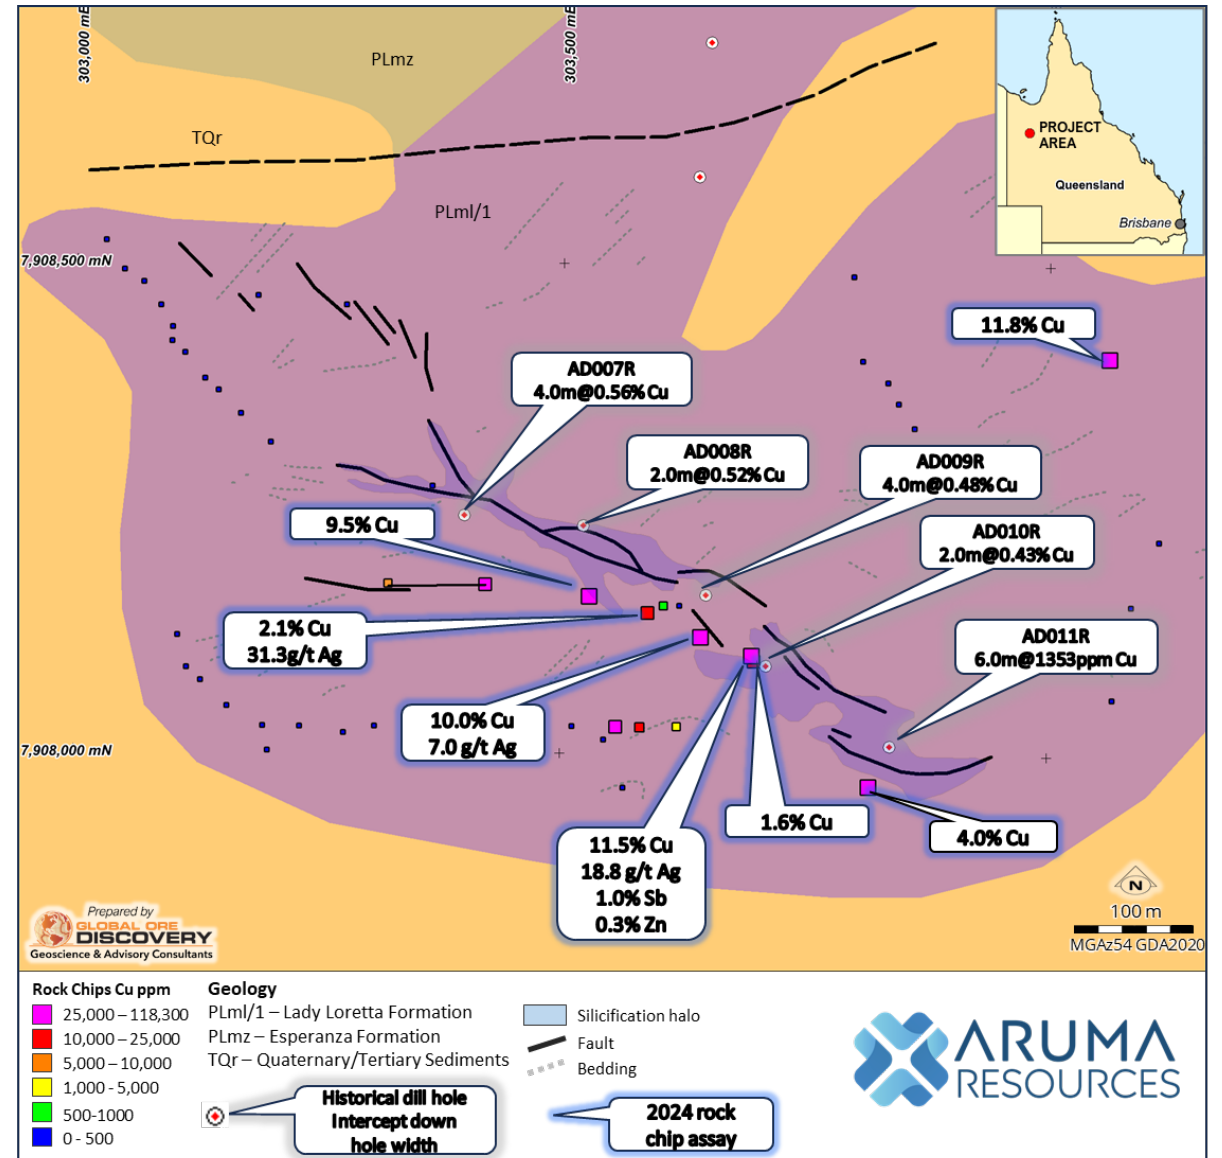 303,000 mE
303,500 mE
PLmz
TQr
PROJECT
AREA
Queensland
Brisbane
PLml/1
7,908,500 mN
11.8% Cu
AD007R
4.0m@0.56% Cu
AD008R
2.0m@0.52% Cu
AD009R
4.0m@0.48% Cu
9.5% Cu
AD010R
2.0m@0.43% Cu
2.1% Cu
31.3g/t Ag
AD011R
6.0m@1353ppm Cu
10.0% Cu
7.0 g/t Ag
7,908,000 mN
1.6% Cu
4.0% Cu
11.5% Cu
18.8 g/t Ag
1.0% Sb
0.3% Zn
N
100 m
MGAz54 GDA2020
Prepared by
GLOBAL ORE
DISCOVERY
Geoscience & Advisory Consultants
Rock Chips Cu ppm
25,000 – 118,300
10,000 – 25,000
5,000 – 10,000
1,000 - 5,000
500-1000
0 - 500
Geology
PLml/1 – Lady Loretta Formation
PLmz – Esperanza Formation
TQr – Quaternary/Tertiary Sediments
Silicification halo
Fault
Bedding
Historical dill hole
Intercept down
hole width
2024 rock
chip assay
ARUMA
RESOURCES